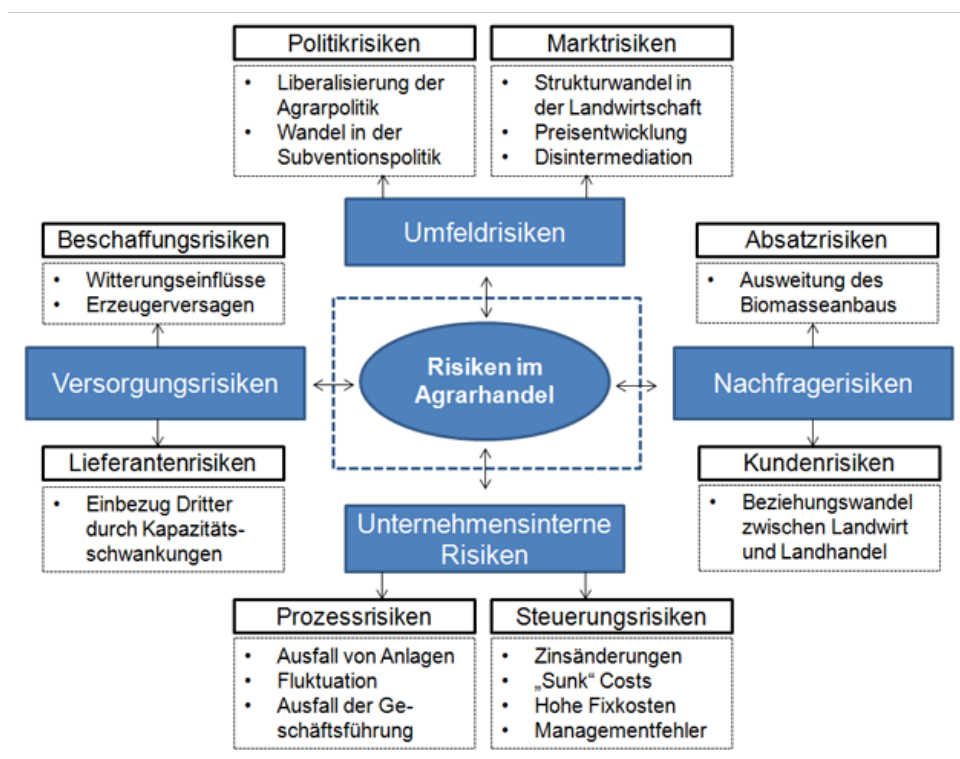 Politikrisiken
• Liberalisierung der
Agrarpolitik
• Wandel in der
Subventionspolitik
Marktrisiken
• Strukturwandel in
der Landwirtschaft
• Preisentwicklung
• Disintermediation
Umfeldrisiken
Beschaffungsrisiken
• Witterungseinflüsse
• Erzeugerversagen
Versorgungsrisiken
Lieferantenrisiken
• Einbezug Dritter
durch Kapazitäts-
schwankungen
Risiken im
Agrarhandel
Absatzrisiken
• Ausweitung des
Biomasseanbaus
Nachfragerisiken
Kundenrisiken
• Beziehungswandel
zwischen Landwirt
und Landhandel
Unternehmensinterne
Risiken
Prozessrisiken
• Ausfall von Anlagen
• Fluktuation
• Ausfall der Ge-
schäftsführung
Steuerungsrisiken
• Zinsänderungen
• „Sunk“ Costs
• Hohe Fixkosten
• Managementfehler